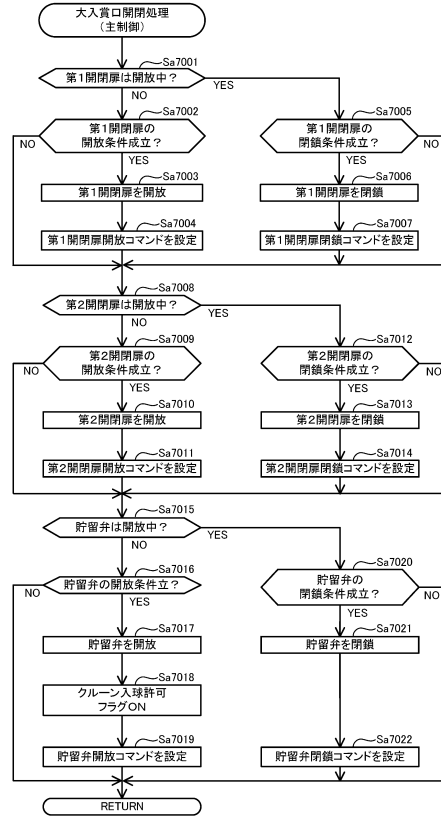 大入賞口開閉処理
（主制御）
Sa7001
第1開閉扉は開放中？
YES
NO
Sa7002
第1開閉扉の
開放条件成立？
NO
YES
Sa7005
第1開閉扉の
閉鎖条件成立？
NO
YES
Sa7003
第1開閉扉を開放
Sa7006
第1開閉扉を閉鎖
Sa7004
第1開閉扉開放コマンドを設定
Sa7007
第1開閉扉閉鎖コマンドを設定
Sa7008
第2開閉扉は開放中？
YES
NO
Sa7009
第2開閉扉の
開放条件成立？
NO
YES
Sa7012
第2開閉扉の
閉鎖条件成立？
NO
YES
Sa7010
第2開閉扉を開放
Sa7013
第2開閉扉を閉鎖
Sa7011
第2開閉扉開放コマンドを設定
Sa7014
第2開閉扉閉鎖コマンドを設定
Sa7015
貯留弁は開放中？
YES
NO
Sa7016
貯留弁の開放条件立？
NO
YES
Sa7020
貯留弁の
閉鎖条件成立？
NO
YES
Sa7017
貯留弁を開放
Sa7021
貯留弁を閉鎖
Sa7018
クルーン入球許可
フラグON
Sa7019
貯留弁開放コマンドを設定
Sa7022
貯留弁閉鎖コマンドを設定
RETURN